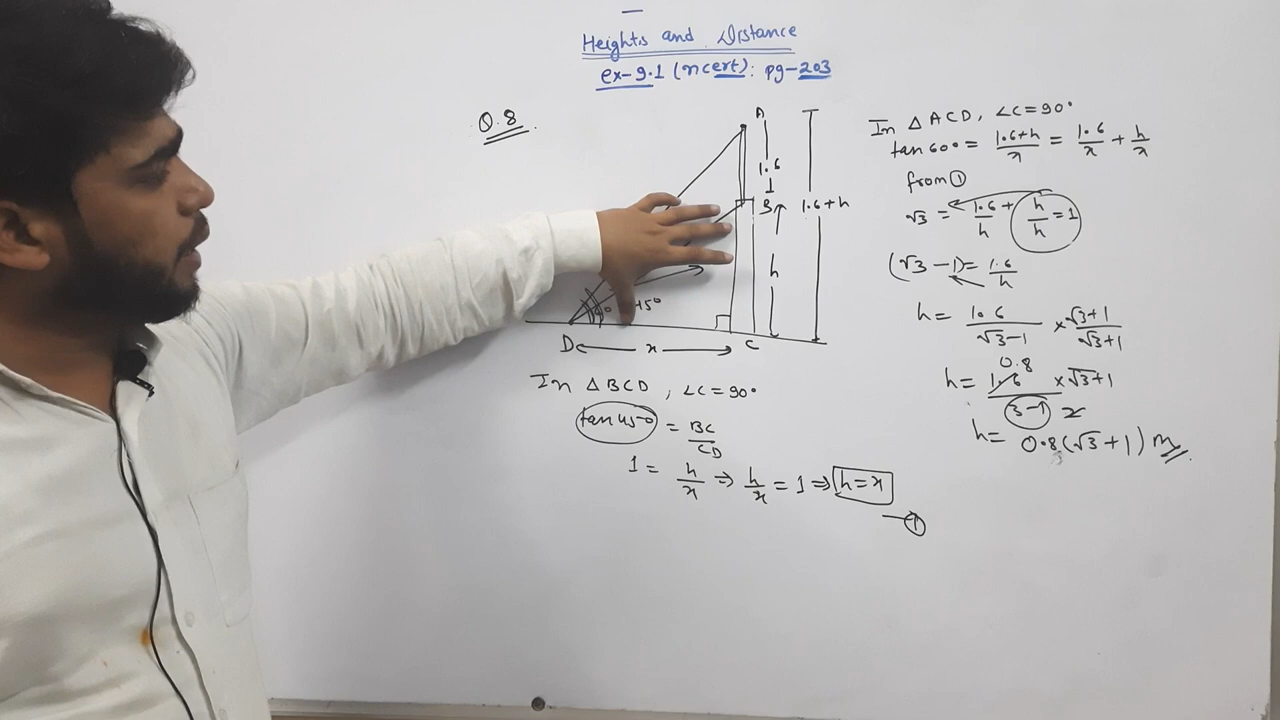 Heights and Distance
ex-9.1 (ncert): pg-203
Q.8
A
1.6
B
h
1.6+h
45°
D
x
C
In △BCD, ∠C=90°
tan 45° = BC/CD
1 = h/x ⇒ h/x = 1 ⇒ h=x
→①
In △ACD, ∠C=90°
tan 60° = 1.6+h/x = 1.6/x + h/x
from ①
√3 = 1.6/h + h/h = 1
(√3-1) = 1.6/h
h = 1.6/√3-1 × √3+1/√3+1
0.8
h = 1.6/3-1 × √3+1
2
h = 0.8(√3+1) m